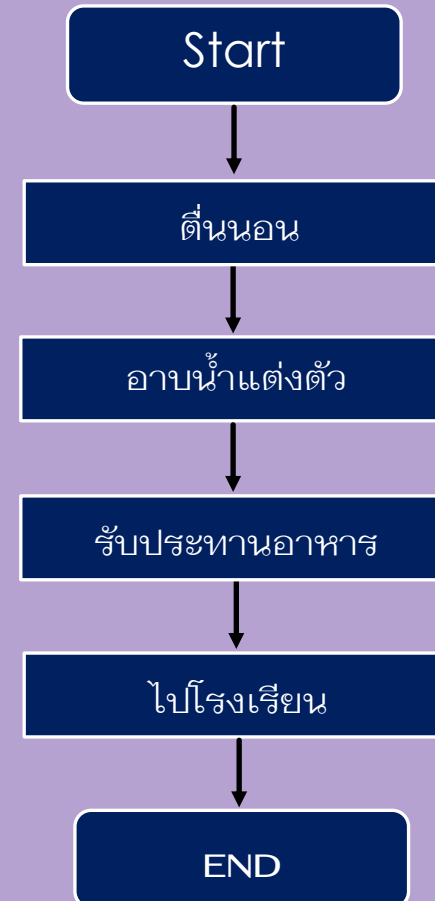 Start
ตื่นนอน
อาบน้ำแต่งตัว
รับประทานอาหาร
ไปโรงเรียน
END